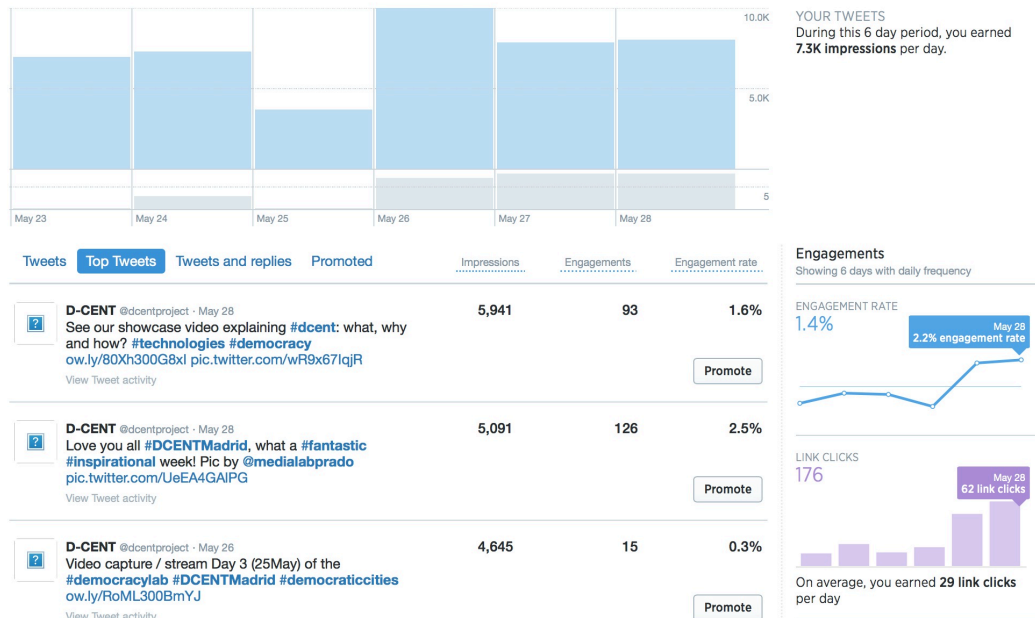 10.0K
5.0K
5
May 23
May 24
May 25
May 26
May 27
May 28
YOUR TWEETS
During this 6 day period, you earned
7.3K impressions per day.
Tweets
Top Tweets
Tweets and replies
Promoted
Impressions
Engagements
Engagement rate
D-CENT @dcentproject · May 28
See our showcase video explaining #dcent: what, why
and how? #technologies #democracy
ow.ly/80Xh300G8xI pic.twitter.com/wR9x67IqjR
View Tweet activity
5,941
93
1.6%
Promote
D-CENT @dcentproject · May 28
Love you all #DCENTMadrid, what a #fantastic
#inspirational week! Pic by @medialabprado
pic.twitter.com/UeEA4GAIPG
View Tweet activity
5,091
126
2.5%
Promote
D-CENT @dcentproject · May 26
Video capture / stream Day 3 (25May) of the
#democracylab #DCENTMadrid #democraticcities
ow.ly/RoML300BmYJ
View Tweet activity
4,645
15
0.3%
Promote
Engagements
Showing 6 days with daily frequency
ENGAGEMENT RATE
1.4%
May 28
2.2% engagement rate
LINK CLICKS
176
May 28
62 link clicks
On average, you earned 29 link clicks
per day